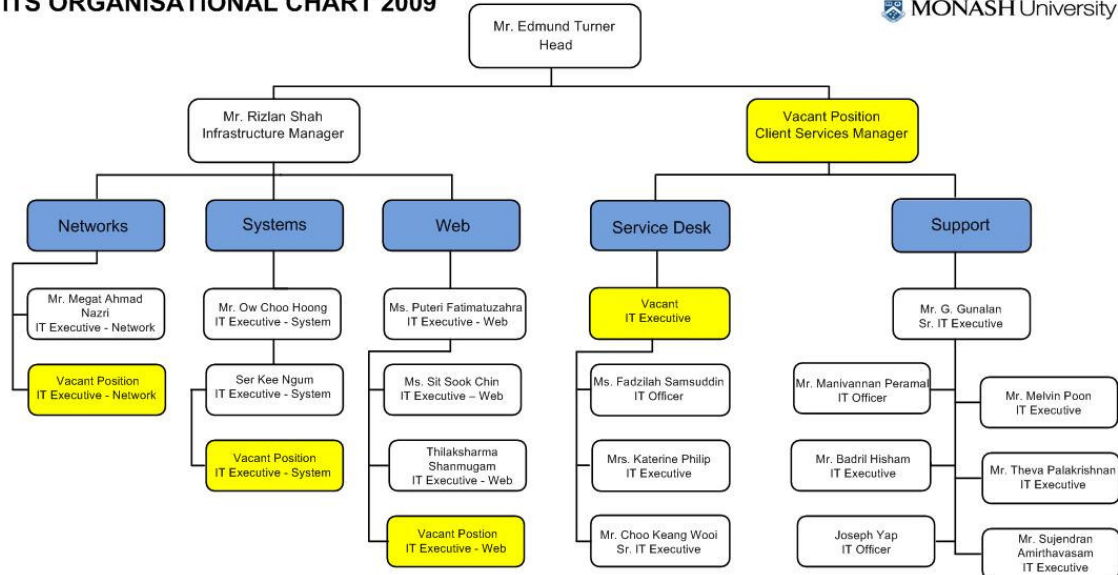 ITS ORGANISATIONAL CHART 2009
MONASH University
Mr. Edmund Turner
Head
Mr. Rizlan Shah
Infrastructure Manager
Vacant Position
Client Services Manager
Networks
Systems
Web
Service Desk
Support
Mr. Megat Ahmad
Nazri
IT Executive - Network
Mr. Ow Choo Hoong
IT Executive - System
Ms. Puteri Fatimatuzahra
IT Executive - Web
Vacant
IT Executive
Mr. G. Gunalan
Sr. IT Executive
Vacant Position
IT Executive - Network
Ser Kee Ngum
IT Executive - System
Ms. Sit Sook Chin
IT Executive – Web
Ms. Fadzilah Samsuddin
IT Officer
Mr. Manivannan Peramal
IT Officer
Mr. Melvin Poon
IT Executive
Vacant Position
IT Executive - System
Thilaksharma
Shanmugam
IT Executive - Web
Mrs. Katerine Philip
IT Executive
Mr. Badril Hisham
IT Executive
Mr. Theva Palakrishnan
IT Executive
Vacant Postion
IT Executive - Web
Mr. Choo Keang Wooi
Sr. IT Executive
Joseph Yap
IT Officer
Mr. Sujendran
Amirthavasam
IT Executive